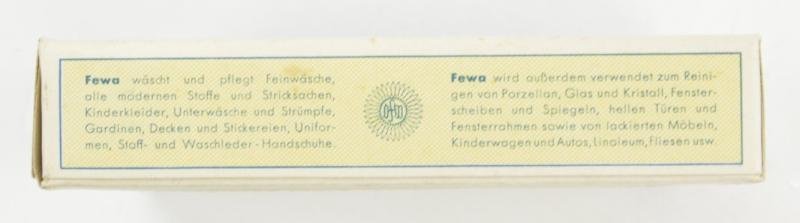 Fewa wäscht und pflegt Feinwäsche,
alle modernen Stoffe und Stricksachen,
Kinderkleider, Unterwäsche und Strümpfe,
Gardinen, Decken und Stickereien, Unifor-
men, Stoff- und Waschleder-Handschuhe.
Fewa wird außerdem verwendet zum Reini-
gen von Porzellan, Glas und Kristall, Fenster-
scheiben und Spiegeln, hellen Türen und
Fensterrahmen sowie von lackierten Möbeln,
Kinderwagen und Autos, Linoleum, Fliesen usw.